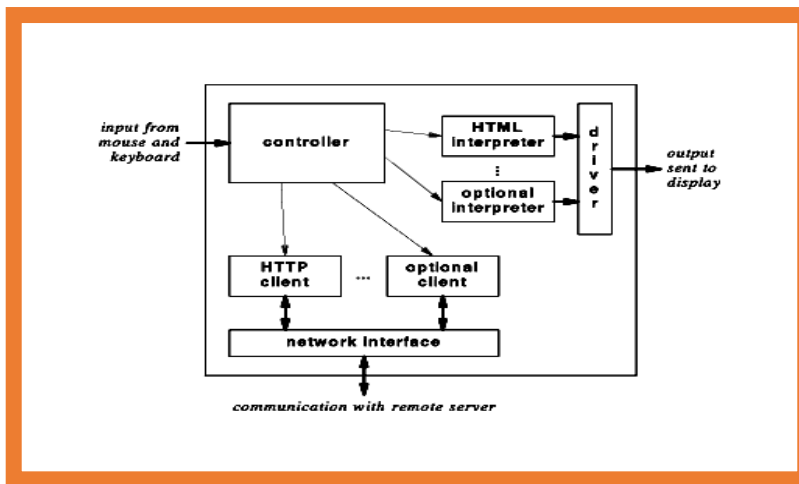 input from
mouse and
keyboard
controller
HTML
interpreter
optional
interpreter
driver
output
sent to
display
HTTP
client
...
optional
client
network interface
communication with remote server